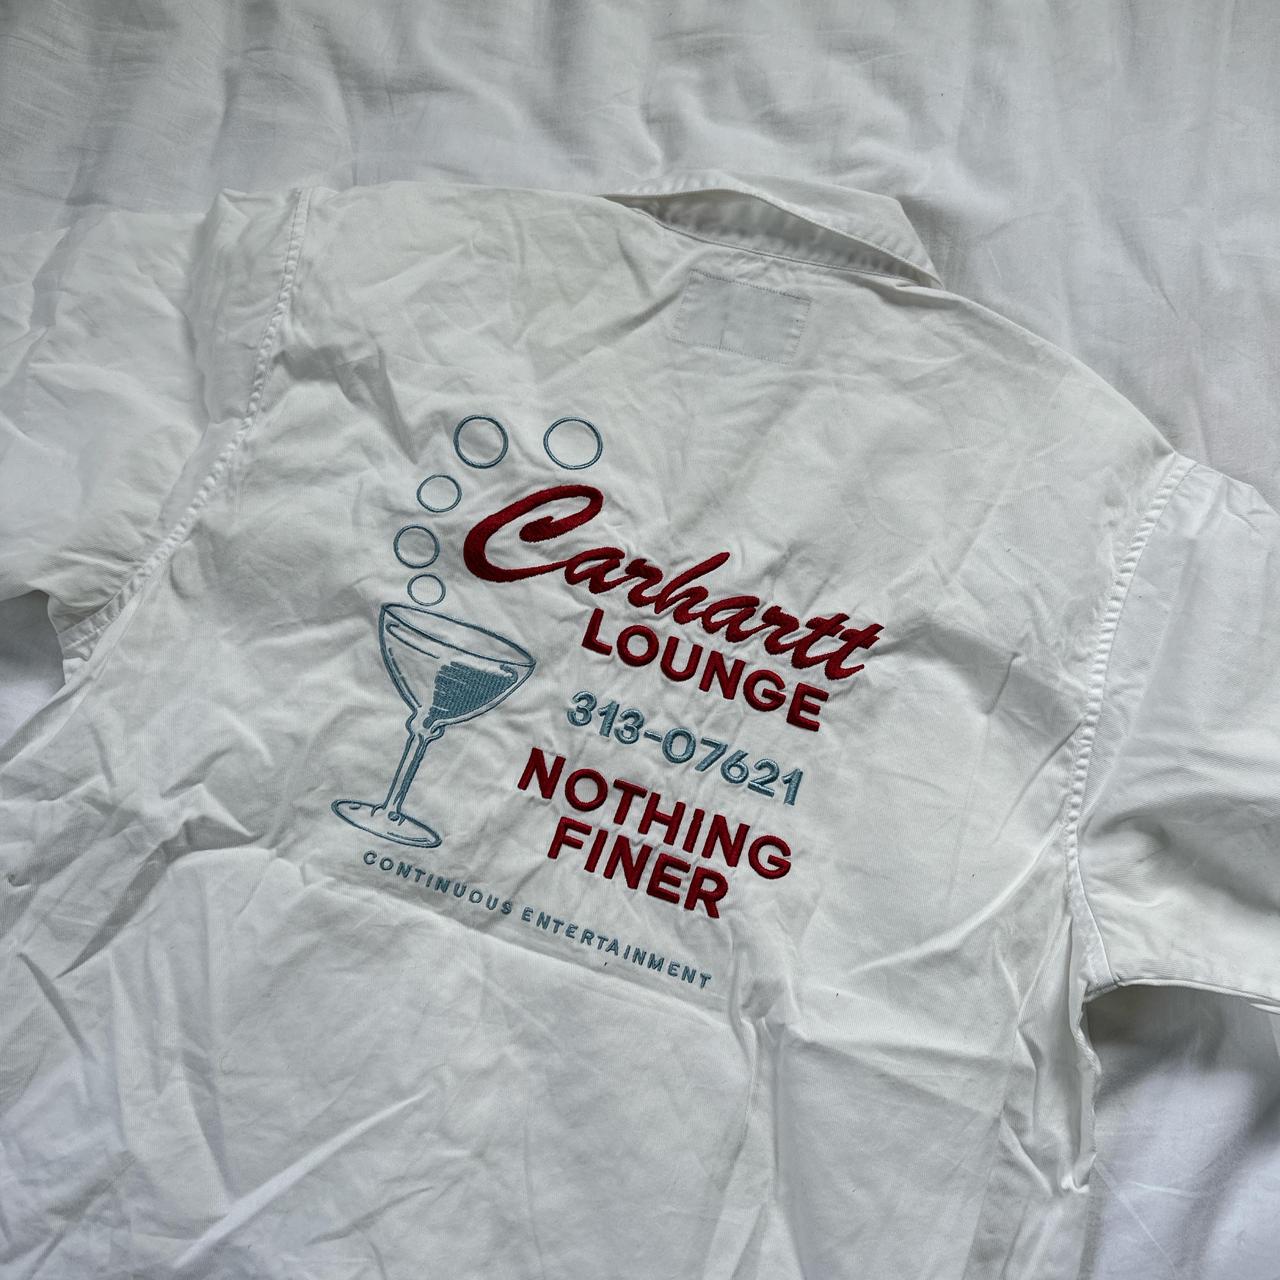 Carhartt
LOUNGE
313-07621
NOTHING
FINER
CONTINUOUS ENTERTAINMENT